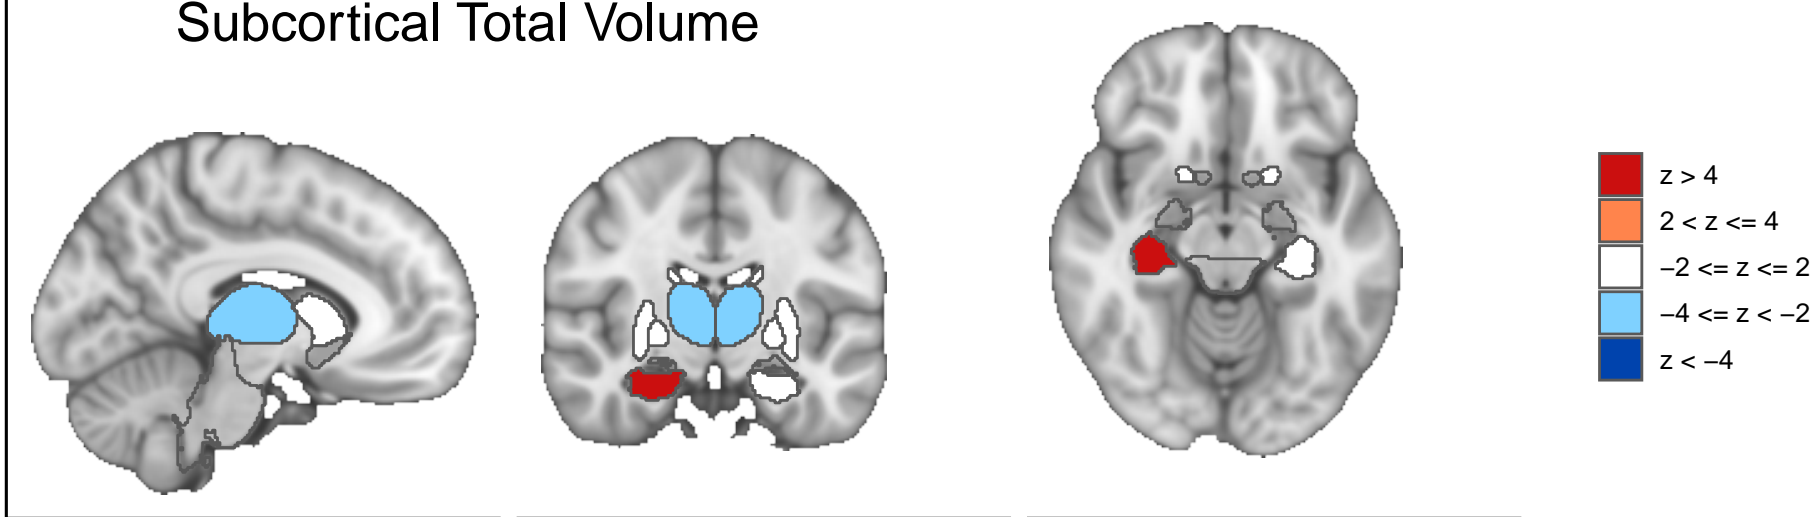 Subcortical Total Volume
z > 4
2 < z <= 4
−2 <= z <= 2
−4 <= z < −2
z < −4